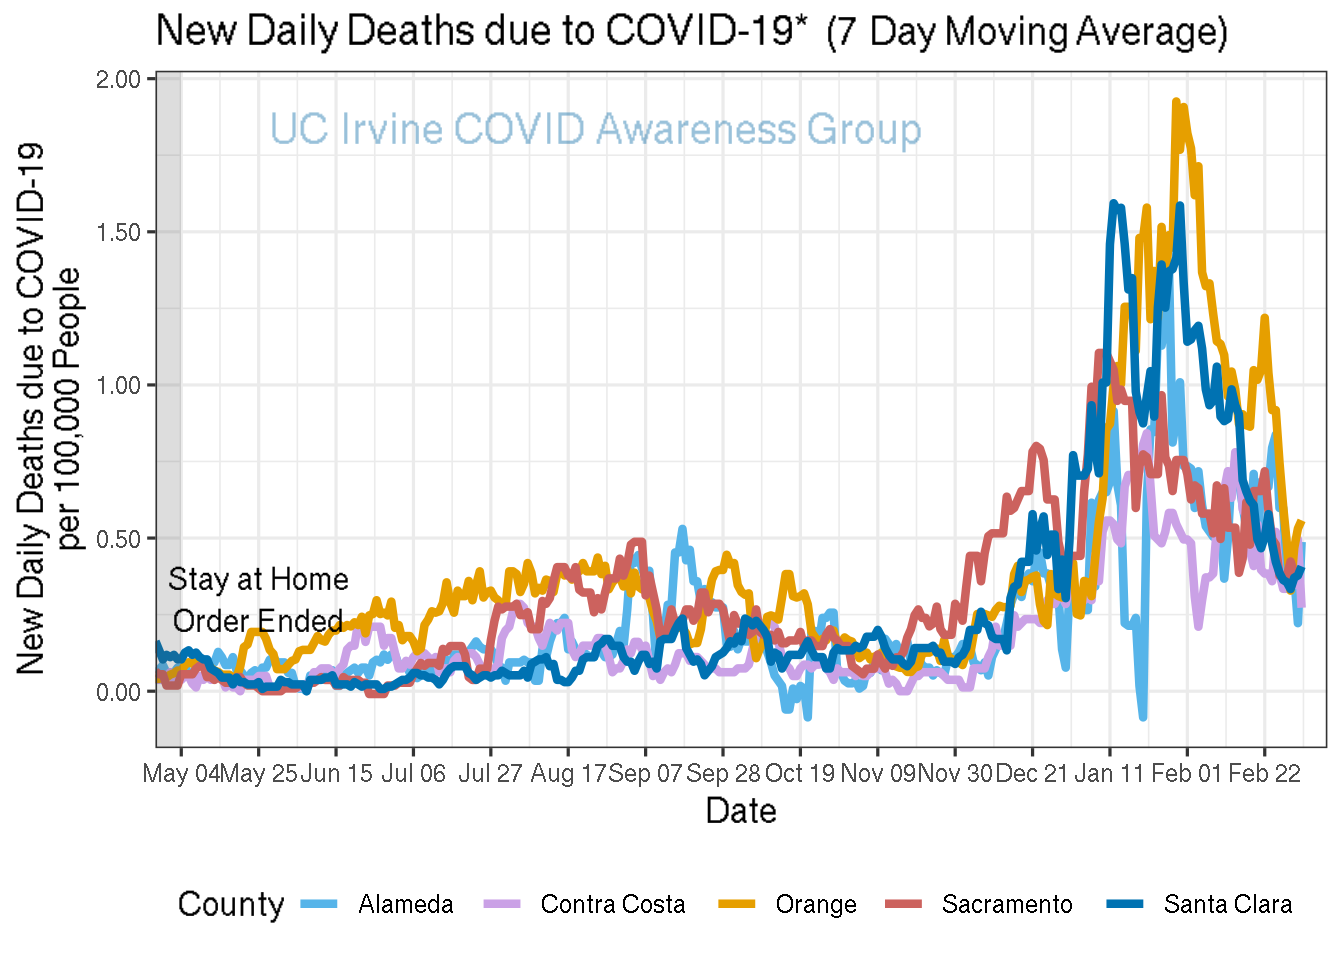 New Daily Deaths due to COVID-19* (7 Day Moving Average)
New Daily Deaths due to COVID-19
per 100,000 People
2.00
1.50
1.00
0.50
0.00
UC Irvine COVID Awareness Group
Stay at Home
Order Ended
May 04 May 25 Jun 15 Jul 06 Jul 27 Aug 17 Sep 07 Sep 28 Oct 19 Nov 09 Nov 30 Dec 21 Jan 11 Feb 01 Feb 22
Date
County Alameda Contra Costa Orange Sacramento Santa Clara